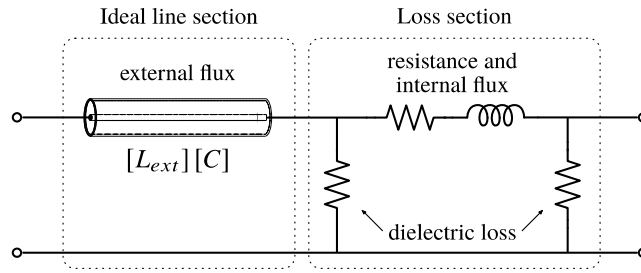 Ideal line section
Loss section
external flux
resistance and
internal flux
[L_ext][C]
dielectric loss